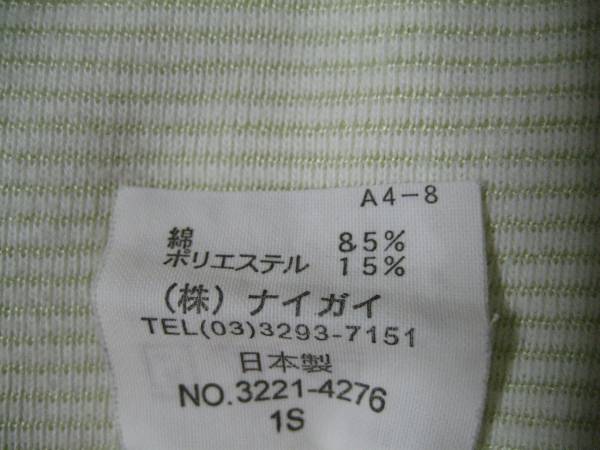 A4-8
綿 85%
ポリエステル 15%
(株) ナイガイ
TEL(03)3293-7151
日本製
NO.3221-4276
1S